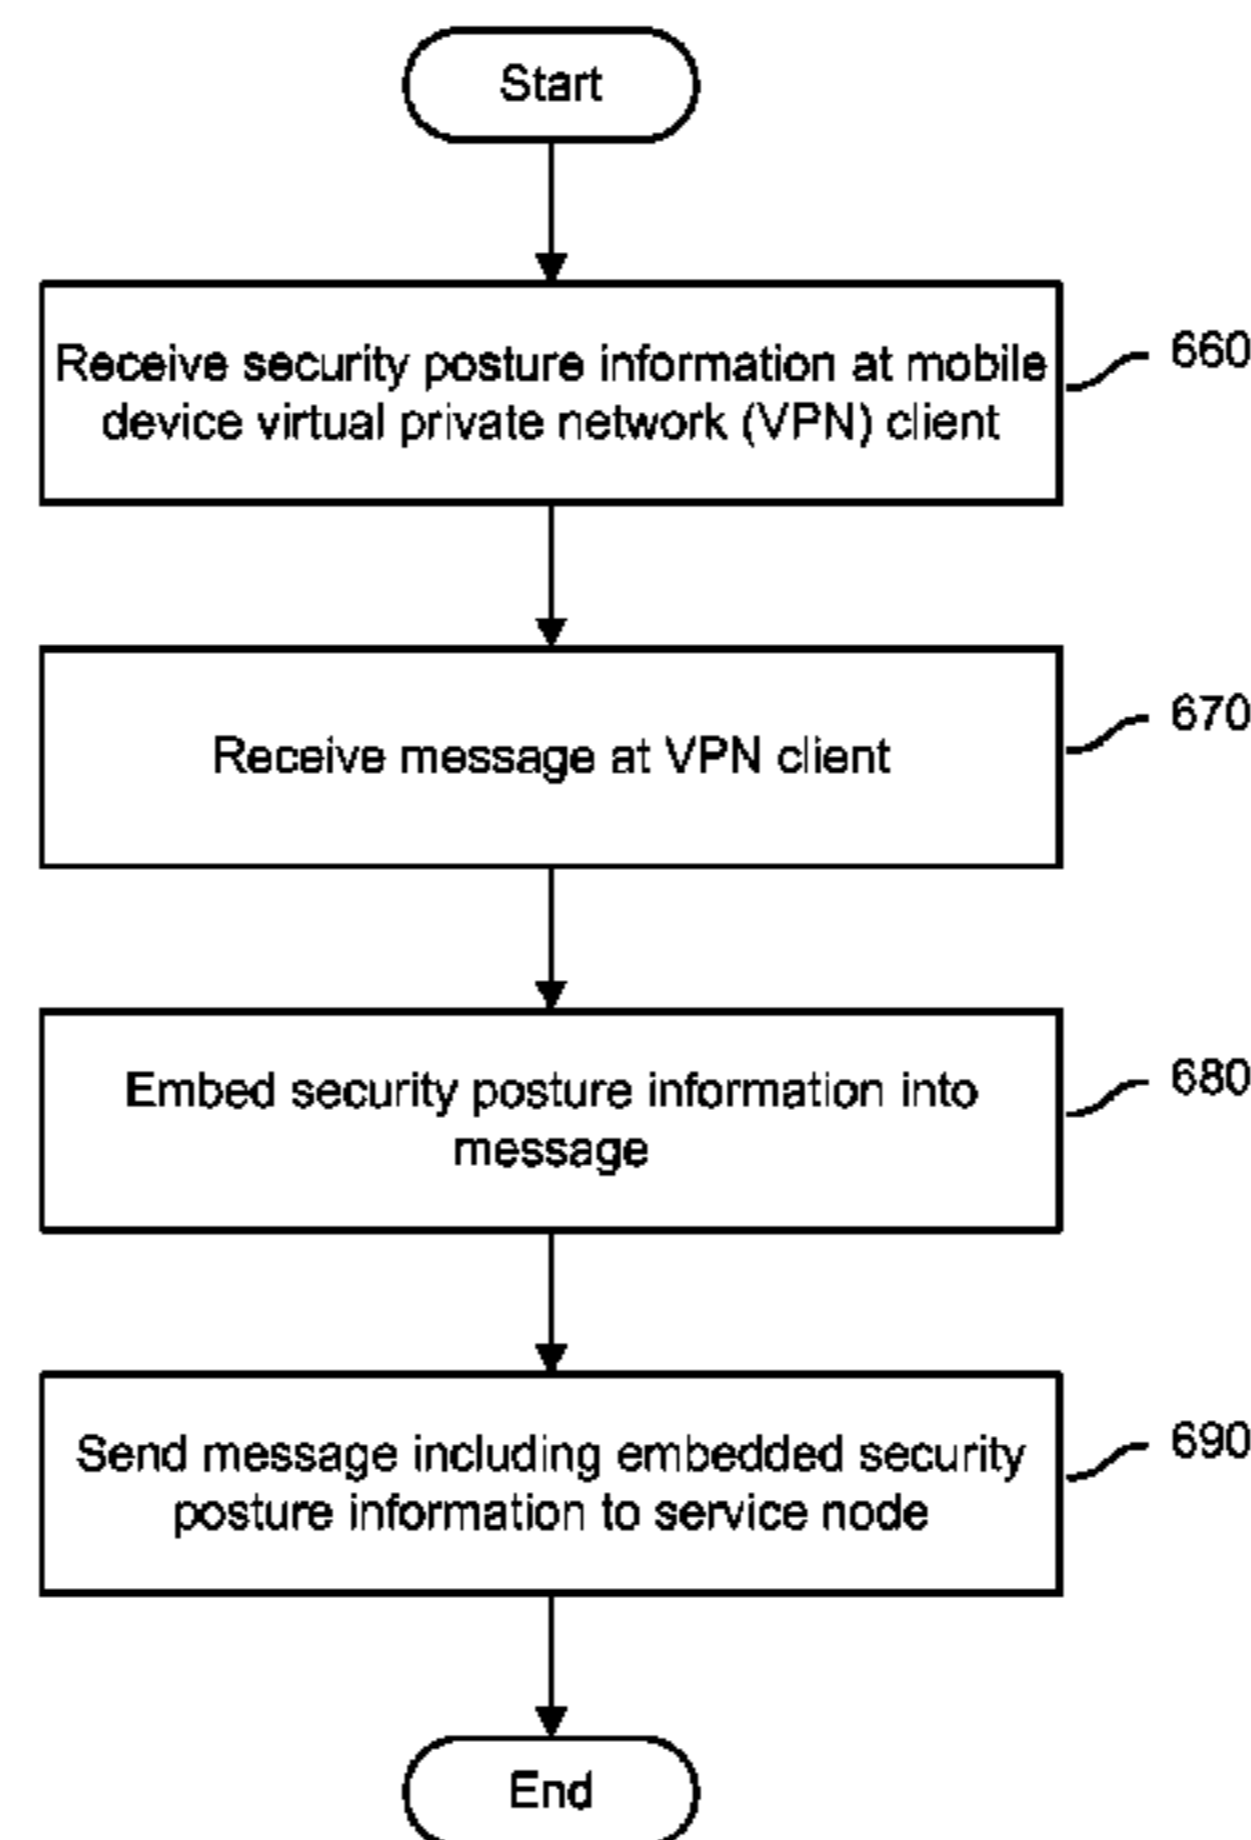 Start
Receive security posture information at mobile
device virtual private network (VPN) client
660
Receive message at VPN client
670
Embed security posture information into
message
680
Send message including embedded security
posture information to service node
690
End